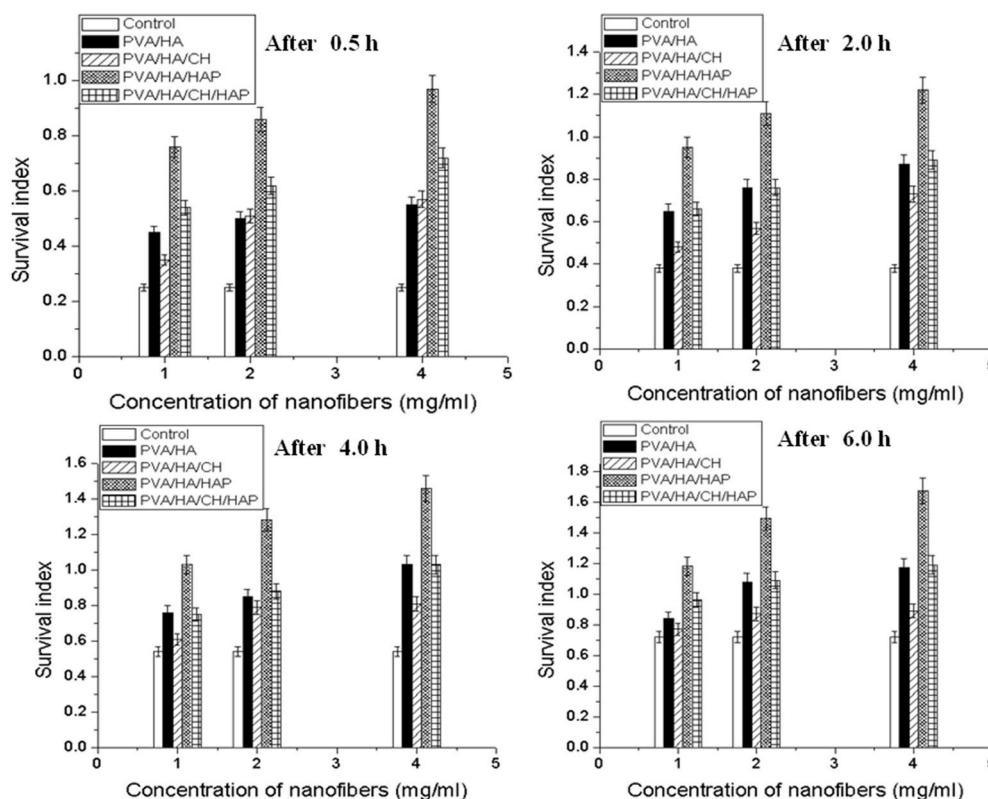 Control
PVA/HA
PVA/HA/CH
PVA/HA/HAP
PVA/HA/CH/HAP
After 0.5 h
Survival index
1.0
0.8
0.6
0.4
0.2
0.0
0 1 2 3 4 5
Concentration of nanofibers (mg/ml)
Control
PVA/HA
PVA/HA/CH
PVA/HA/HAP
PVA/HA/CH/HAP
After 2.0 h
Survival index
1.4
1.2
1.0
0.8
0.6
0.4
0.2
0.0
0 1 2 3 4 5
Concentration of nanofibers (mg/ml)
Control
PVA/HA
PVA/HA/CH
PVA/HA/HAP
PVA/HA/CH/HAP
After 4.0 h
Survival index
1.6
1.4
1.2
1.0
0.8
0.6
0.4
0.2
0.0
0 1 2 3 4 5
Concentration of nanofibers (mg/ml)
Control
PVA/HA
PVA/HA/CH
PVA/HA/HAP
PVA/HA/CH/HAP
After 6.0 h
Survival index
1.8
1.6
1.4
1.2
1.0
0.8
0.6
0.4
0.2
0.0
0 1 2 3 4 5
Concentration of nanofibers (mg/ml)